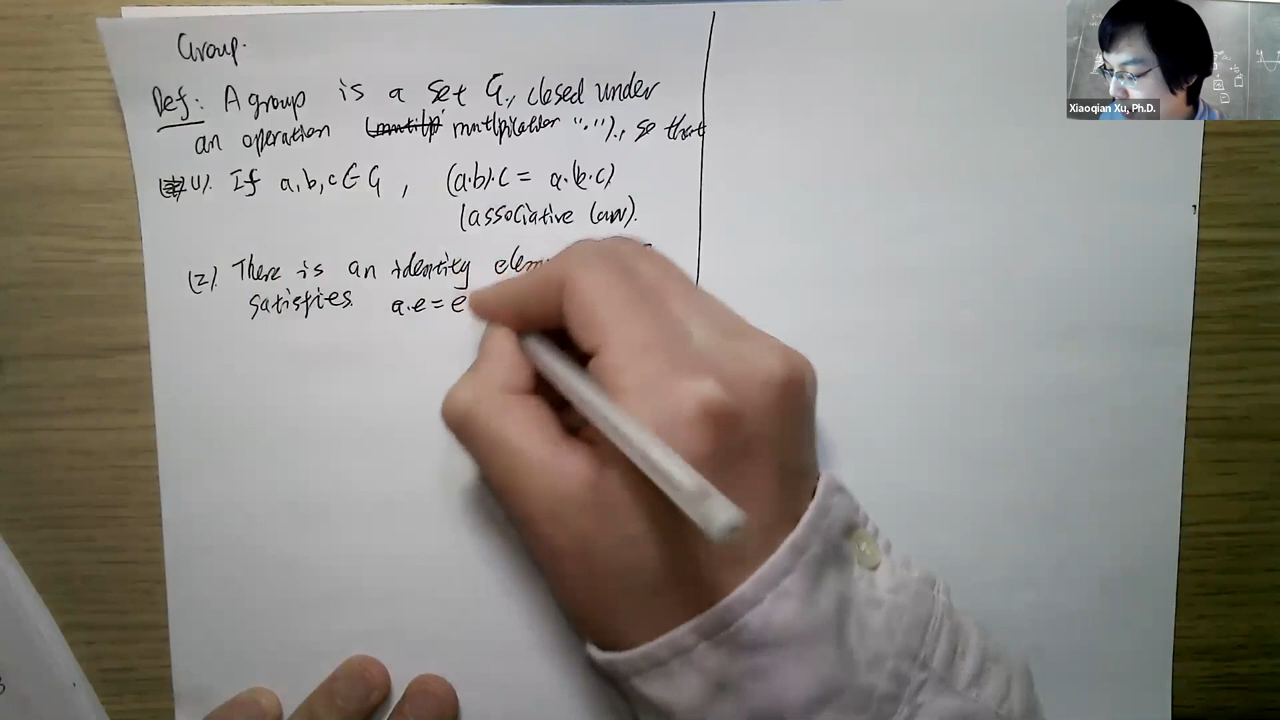 Group.
Def: A group is a set G, closed under
an operation (multiplication "·"), so that
(1). If a, b, c ∈ G, (a·b)·c = a·(b·c)
(associative law).
(2). There is an identity
satisfies a·e = e
Xiaoqian Xu, Ph.D.